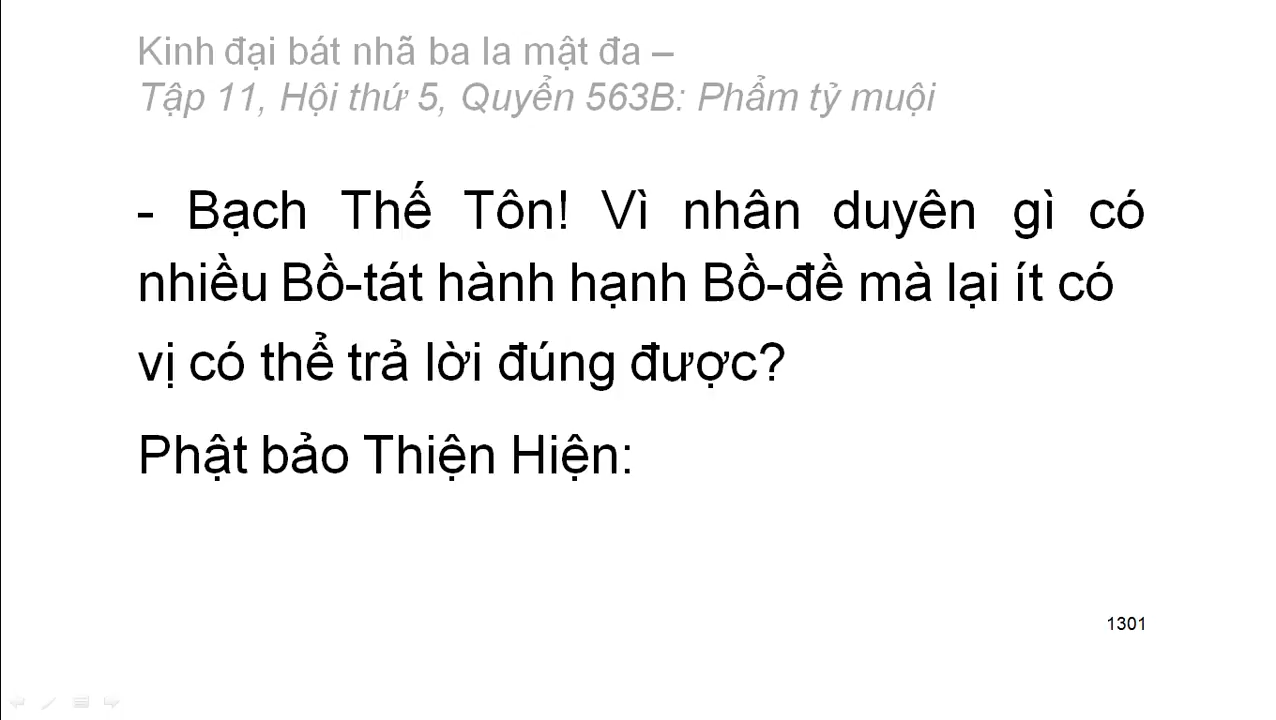 Kinh đại bát nhã ba la mật đa –
Tập 11, Hội thứ 5, Quyển 563B: Phẩm tỷ muội
- Bạch Thế Tôn! Vì nhân duyên gì có
nhiều Bồ-tát hành hạnh Bồ-đề mà lại ít có
vị có thể trả lời đúng được?
Phật bảo Thiện Hiện:
1301